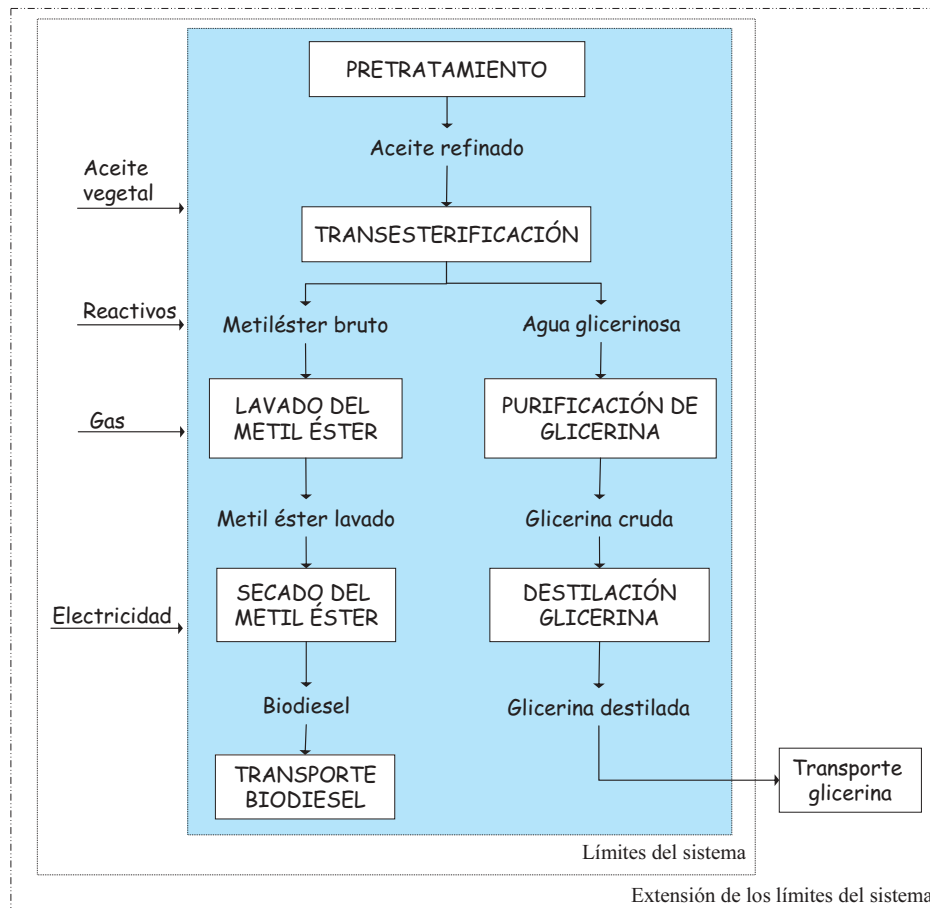 PRETRATAMIENTO
Aceite refinado
Aceite
vegetal
TRANSESTERIFICACIÓN
Reactivos
Metiléster bruto
Agua glicerinosa
Gas
LAVADO DEL
METIL ÉSTER
PURIFICACIÓN DE
GLICERINA
Metil éster lavado
Glicerina cruda
Electricidad
SECADO DEL
METIL ÉSTER
DESTILACIÓN
GLICERINA
Biodiesel
Glicerina destilada
TRANSPORTE
BIODIESEL
Transporte
glicerina
Límites del sistema
Extensión de los límites del sistema